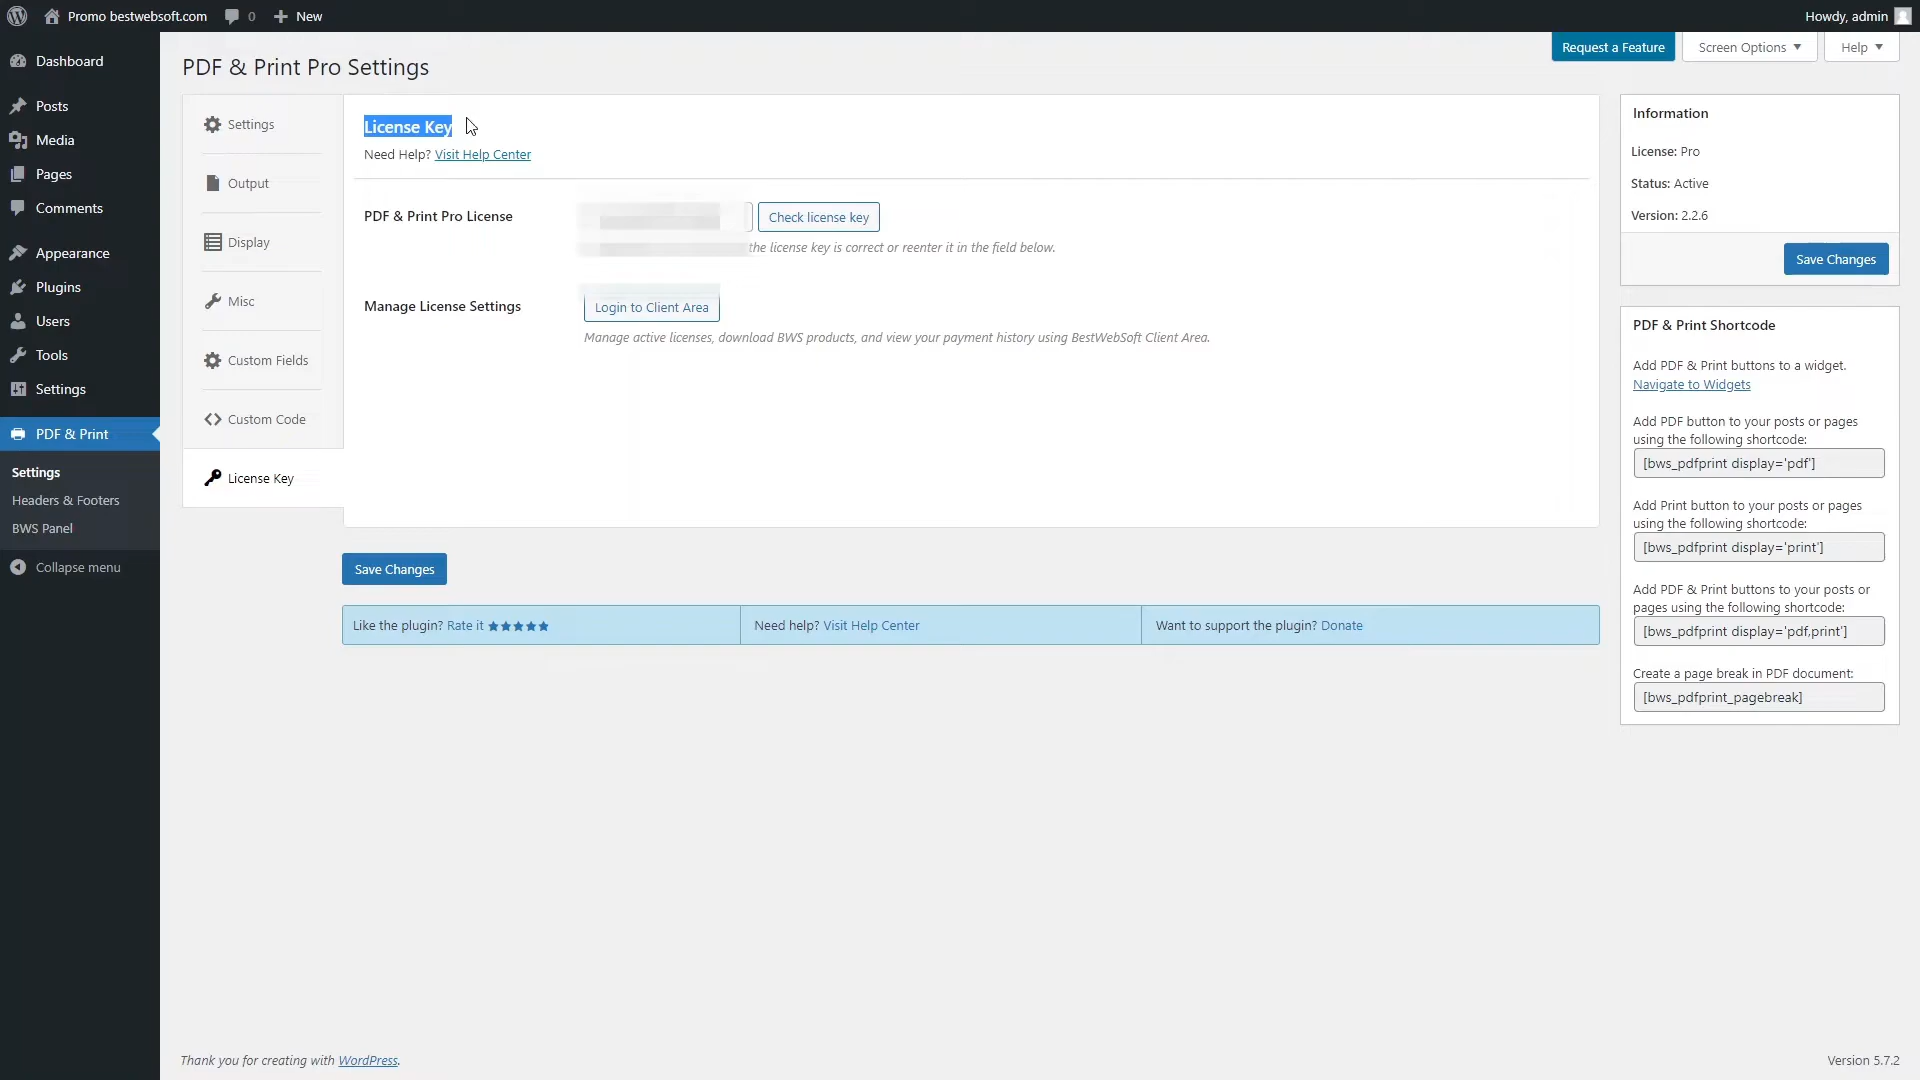 Promo bestwebsoft.com
0
New
Howdy, admin
Dashboard
Posts
Media
Pages
Comments
Appearance
Plugins
Users
Tools
Settings
PDF & Print
Settings
Headers & Footers
BWS Panel
Collapse menu
Request a Feature
Screen Options
Help
PDF & Print Pro Settings
Settings
Output
Display
Misc
Custom Fields
Custom Code
License Key
License Key
Need Help? Visit Help Center
PDF & Print Pro License
Check license key
the license key is correct or reenter it in the field below.
Manage License Settings
Login to Client Area
Manage active licenses, download BWS products, and view your payment history using BestWebSoft Client Area.
Save Changes
Like the plugin? Rate it
Need help? Visit Help Center
Want to support the plugin? Donate
Information
License: Pro
Status: Active
Version: 2.2.6
Save Changes
PDF & Print Shortcode
Add PDF & Print buttons to a widget.
Navigate to Widgets
Add PDF button to your posts or pages
using the following shortcode:
[bws_pdfprint display='pdf']
Add Print button to your posts or pages
using the following shortcode:
[bws_pdfprint display='print']
Add PDF & Print buttons to your posts or
pages using the following shortcode:
[bws_pdfprint display='pdf,print']
Create a page break in PDF document:
[bws_pdfprint_pagebreak]
Thank you for creating with WordPress.
Version 5.7.2